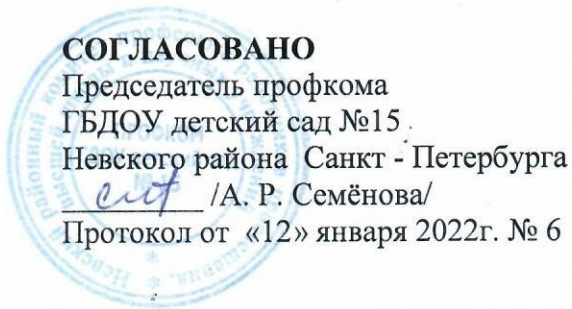 СОГЛАСОВАНО
Председатель профкома
ГБДОУ детский сад №15
Невского района Санкт - Петербурга
/А. Р. Семёнова/
Протокол от «12» января 2022г. № 6